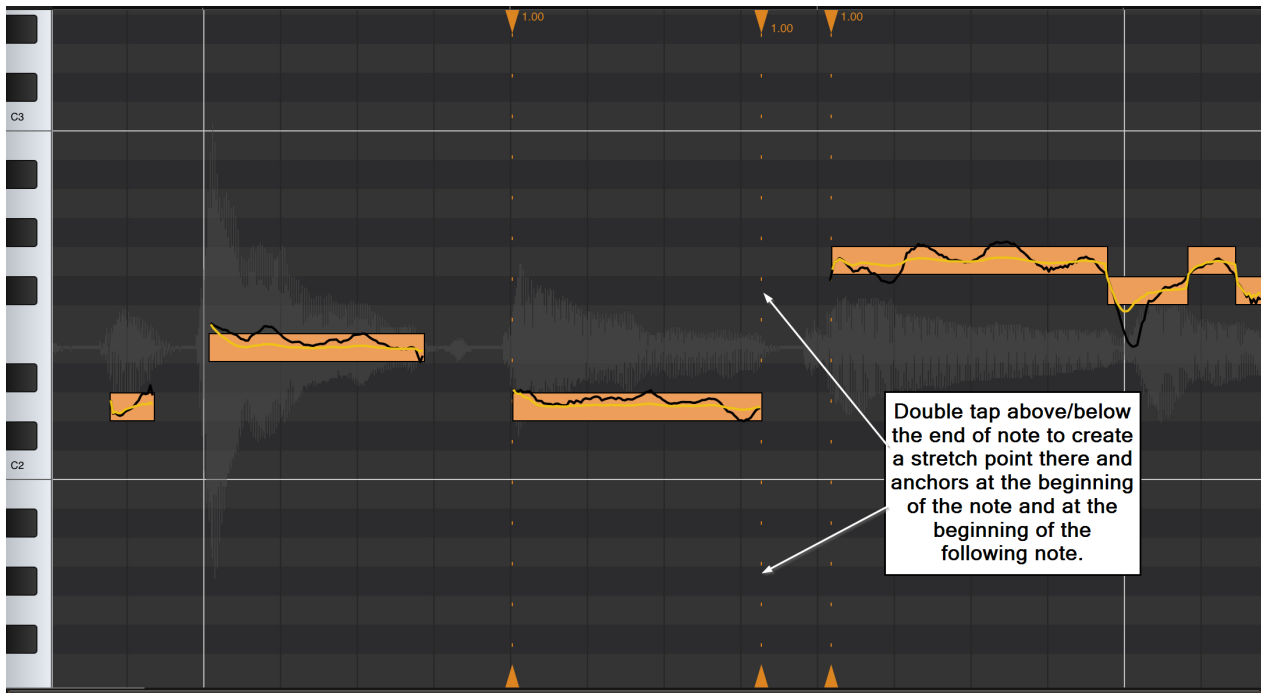 1.00
1.00
1.00
C3
C2
Double tap above/below
the end of note to create
a stretch point there and
anchors at the beginning
of the note and at the
beginning of the
following note.